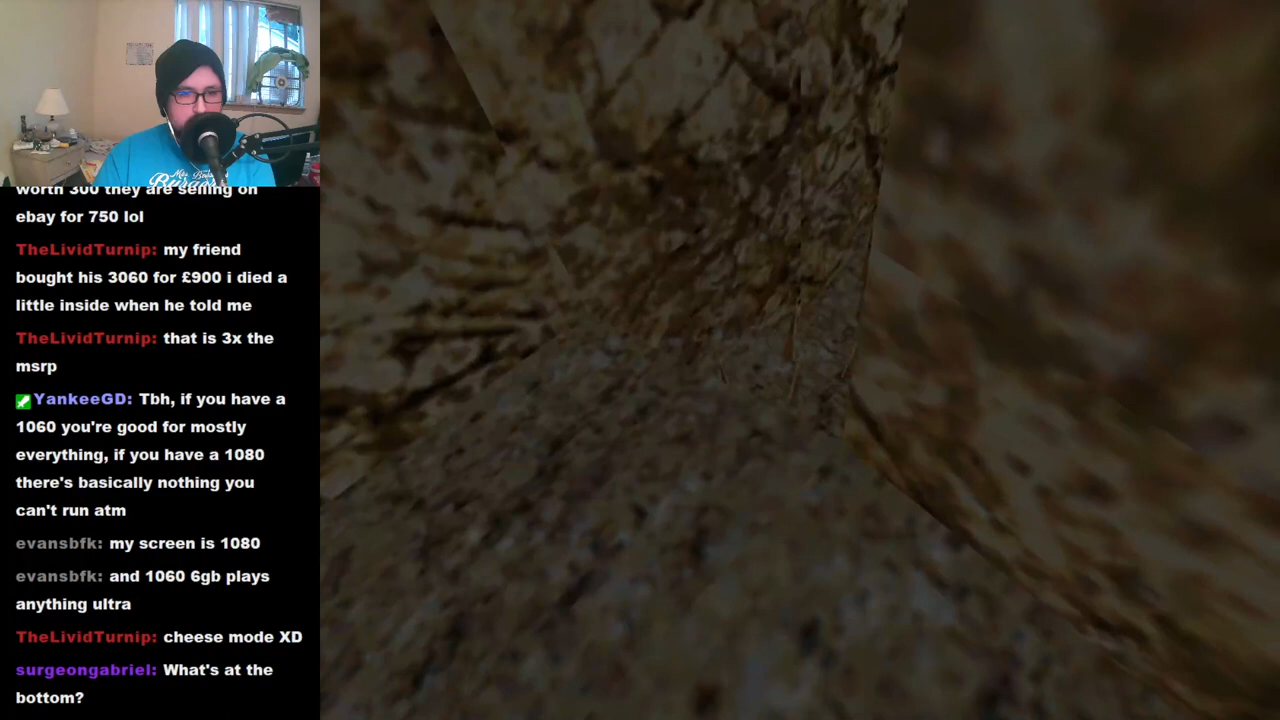 worth 300 they are selling on
ebay for 750 lol
TheLividTurnip: my friend
bought his 3060 for £900 i died a
little inside when he told me
TheLividTurnip: that is 3x the
msrp
YankeeGD: Tbh, if you have a
1060 you're good for mostly
everything, if you have a 1080
there's basically nothing you
can't run atm
evansbfk: my screen is 1080
evansbfk: and 1060 6gb plays
anything ultra
TheLividTurnip: cheese mode XD
surgeongabriel: What's at the
bottom?